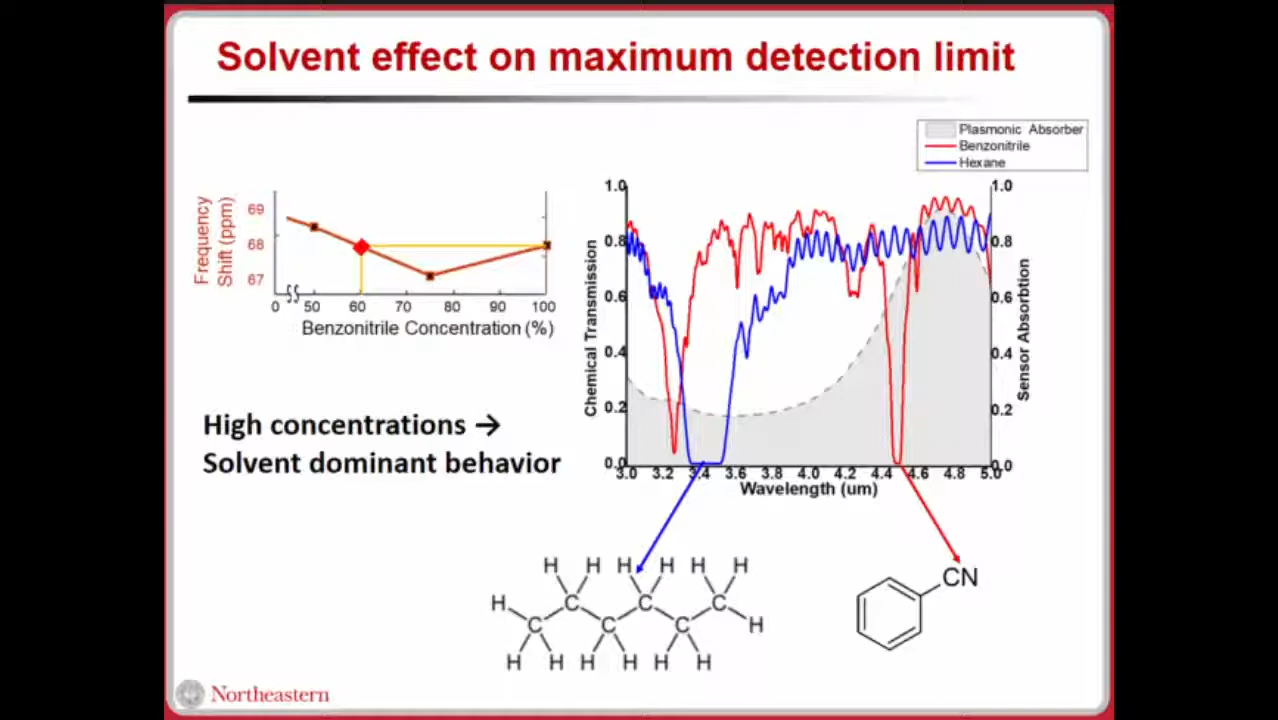 Solvent effect on maximum detection limit
Plasmonic Absorber
Benzonitrile
Hexane
Frequency
Shift (ppm)
69
68
67
0 50 60 70 80 90 100
Benzonitrile Concentration (%)
High concentrations →
Solvent dominant behavior
Chemical Transmission
1.0
0.8
0.6
0.4
0.2
0.0
3.0 3.2 3.4 3.6 3.8 4.0 4.2 4.4 4.6 4.8 5.0
Wavelength (um)
1.0
0.8
0.6
0.4
0.2
0.0
Sensor Absorbtion
H H H H H H
H C C C
C C C H
H H H H H H
CN
Northeastern